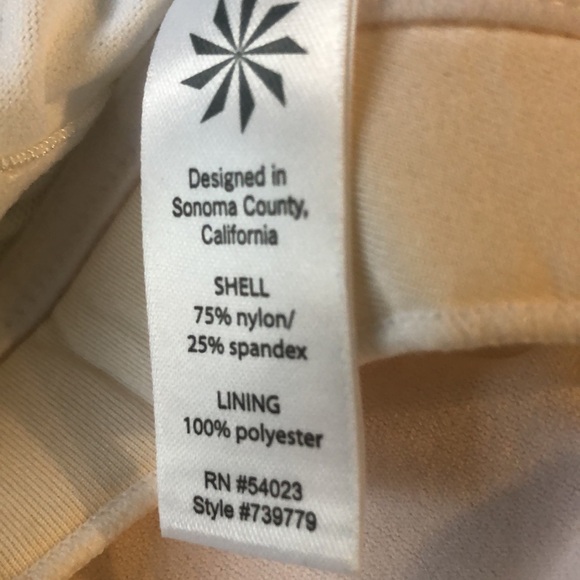 Designed in
Sonoma County,
California
SHELL
75% nylon/
25% spandex
LINING
100% polyester
RN #54023
Style #739779